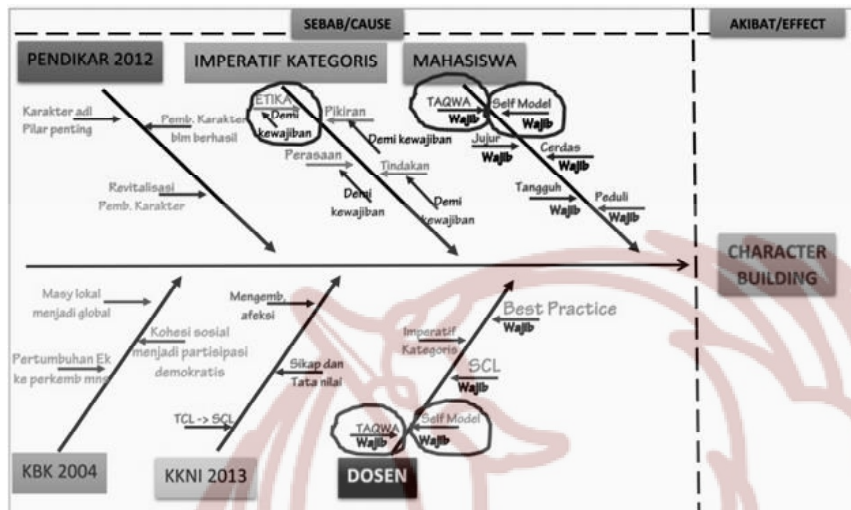 SEBAB/CAUSE
AKIBAT/EFFECT
PENDIKAR 2012
IMPERATIF KATEGORIS
MAHASISWA
Karakter adl
Pilar penting
Pemb. Karakter
blm berhasil
Revitalisasi
Pemb. Karakter
ETIKA
Demi
kewajiban
Pikiran
Demi kewajiban
Perasaan
Demi
kewajiban
Tindakan
Demi
kewajiban
TAQWA
Wajib
Self Model
Wajib
Jujur
Wajib
Cerdas
Wajib
Tangguh
Wajib
Peduli
Wajib
CHARACTER
BUILDING
Masy lokal
menjadi global
Kohesi sosial
menjadi partisipasi
demokratis
Pertumbuhan Ek
ke perkemb mns
Mengemb.
afeksi
Sikap dan
Tata nilai
TCL -> SCL
Best Practice
Wajib
Imperatif
Kategoris
SCL
Wajib
TAQWA
Wajib
Self Model
Wajib
KBK 2004
KKNI 2013
DOSEN